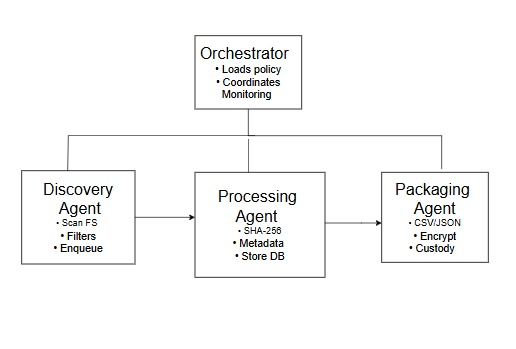 Orchestrator
• Loads policy
• Coordinates
Monitoring
Discovery
Agent
• Scan FS
• Filters
• Enqueue
Processing
Agent
• SHA-256
• Metadata
• Store DB
Packaging
Agent
• CSV/JSON
• Encrypt
• Custody